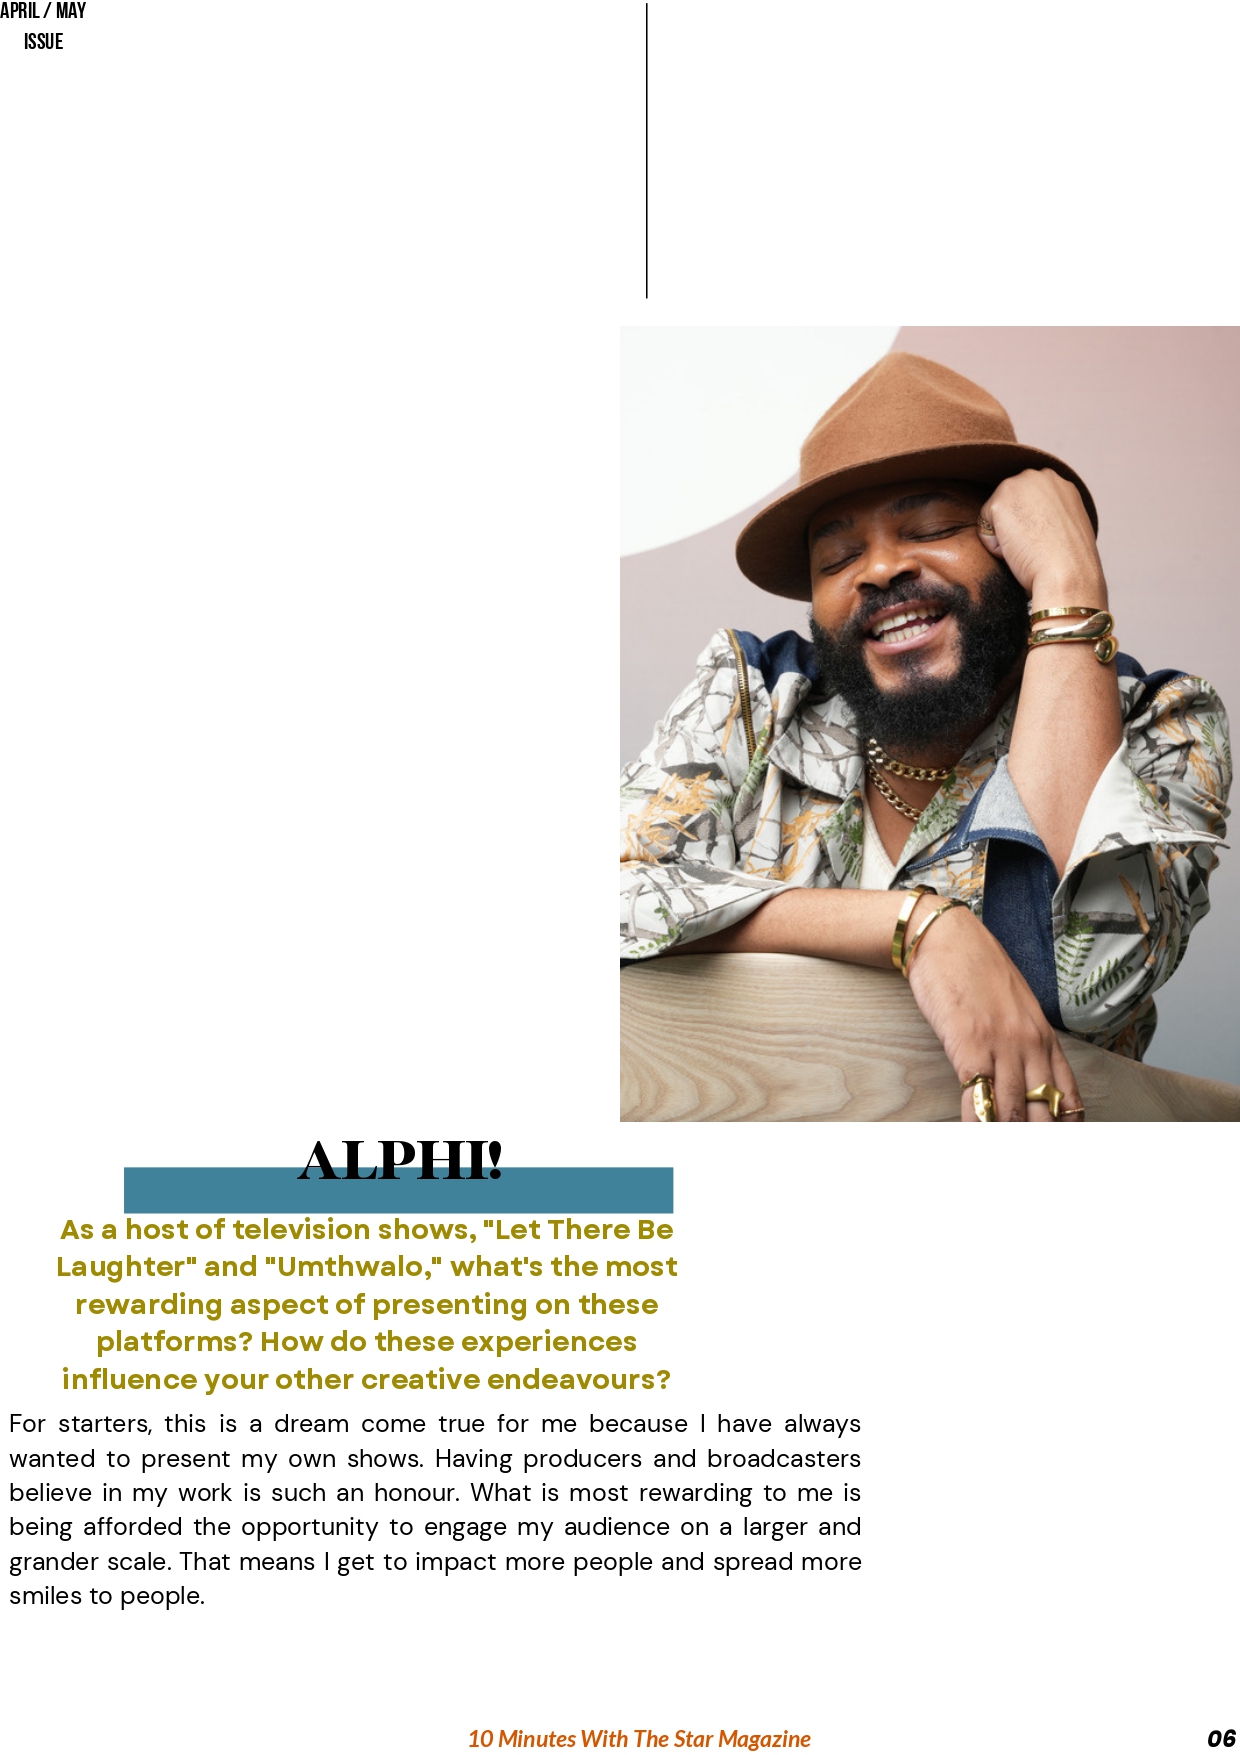 APRIL / MAY
ISSUE
ALPHI!
As a host of television shows, "Let There Be
Laughter" and "Umthwalo," what's the most
rewarding aspect of presenting on these
platforms? How do these experiences
influence your other creative endeavours?
For starters, this is a dream come true for me because I have always
wanted to present my own shows. Having producers and broadcasters
believe in my work is such an honour. What is most rewarding to me is
being afforded the opportunity to engage my audience on a larger and
grander scale. That means I get to impact more people and spread more
smiles to people.
10 Minutes With The Star Magazine
06